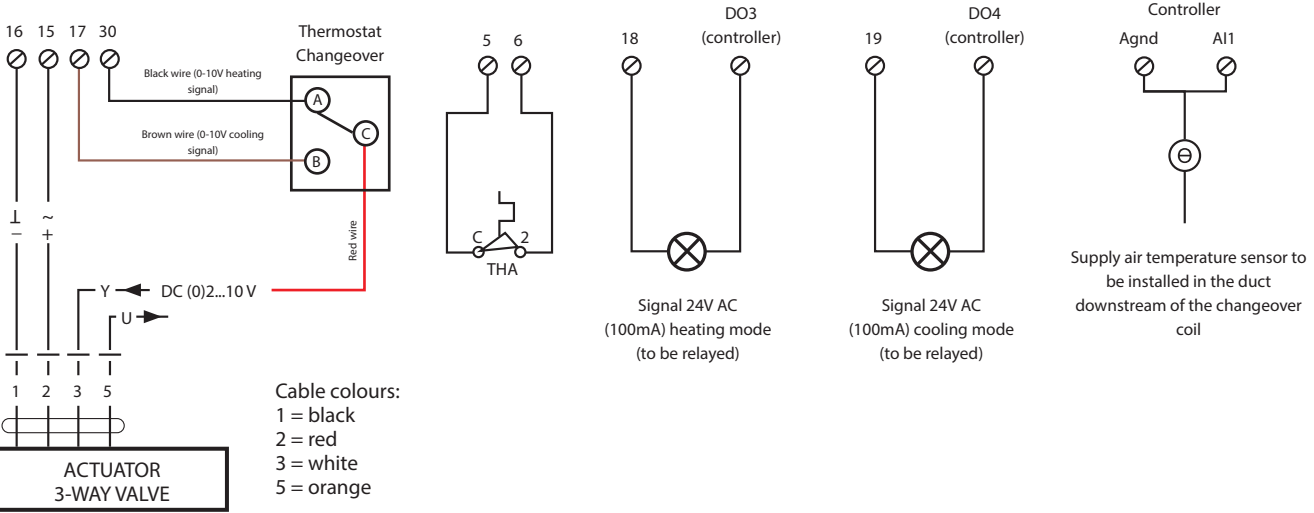 16 15 17 30
Thermostat
Changeover
Black wire (0-10V heating
signal)
A
C
Brown wire (0-10V cooling
signal)
B
Red wire
⊥ ~
− +
Y DC (0)2...10 V
U
1 2 3 5
ACTUATOR
3-WAY VALVE
Cable colours:
1 = black
2 = red
3 = white
5 = orange
5 6
C 2
THA
18
DO3
(controller)
Signal 24V AC
(100mA) heating mode
(to be relayed)
19
DO4
(controller)
Signal 24V AC
(100mA) cooling mode
(to be relayed)
Controller
Agnd AI1
Θ
Supply air temperature sensor to
be installed in the duct
downstream of the changeover
coil